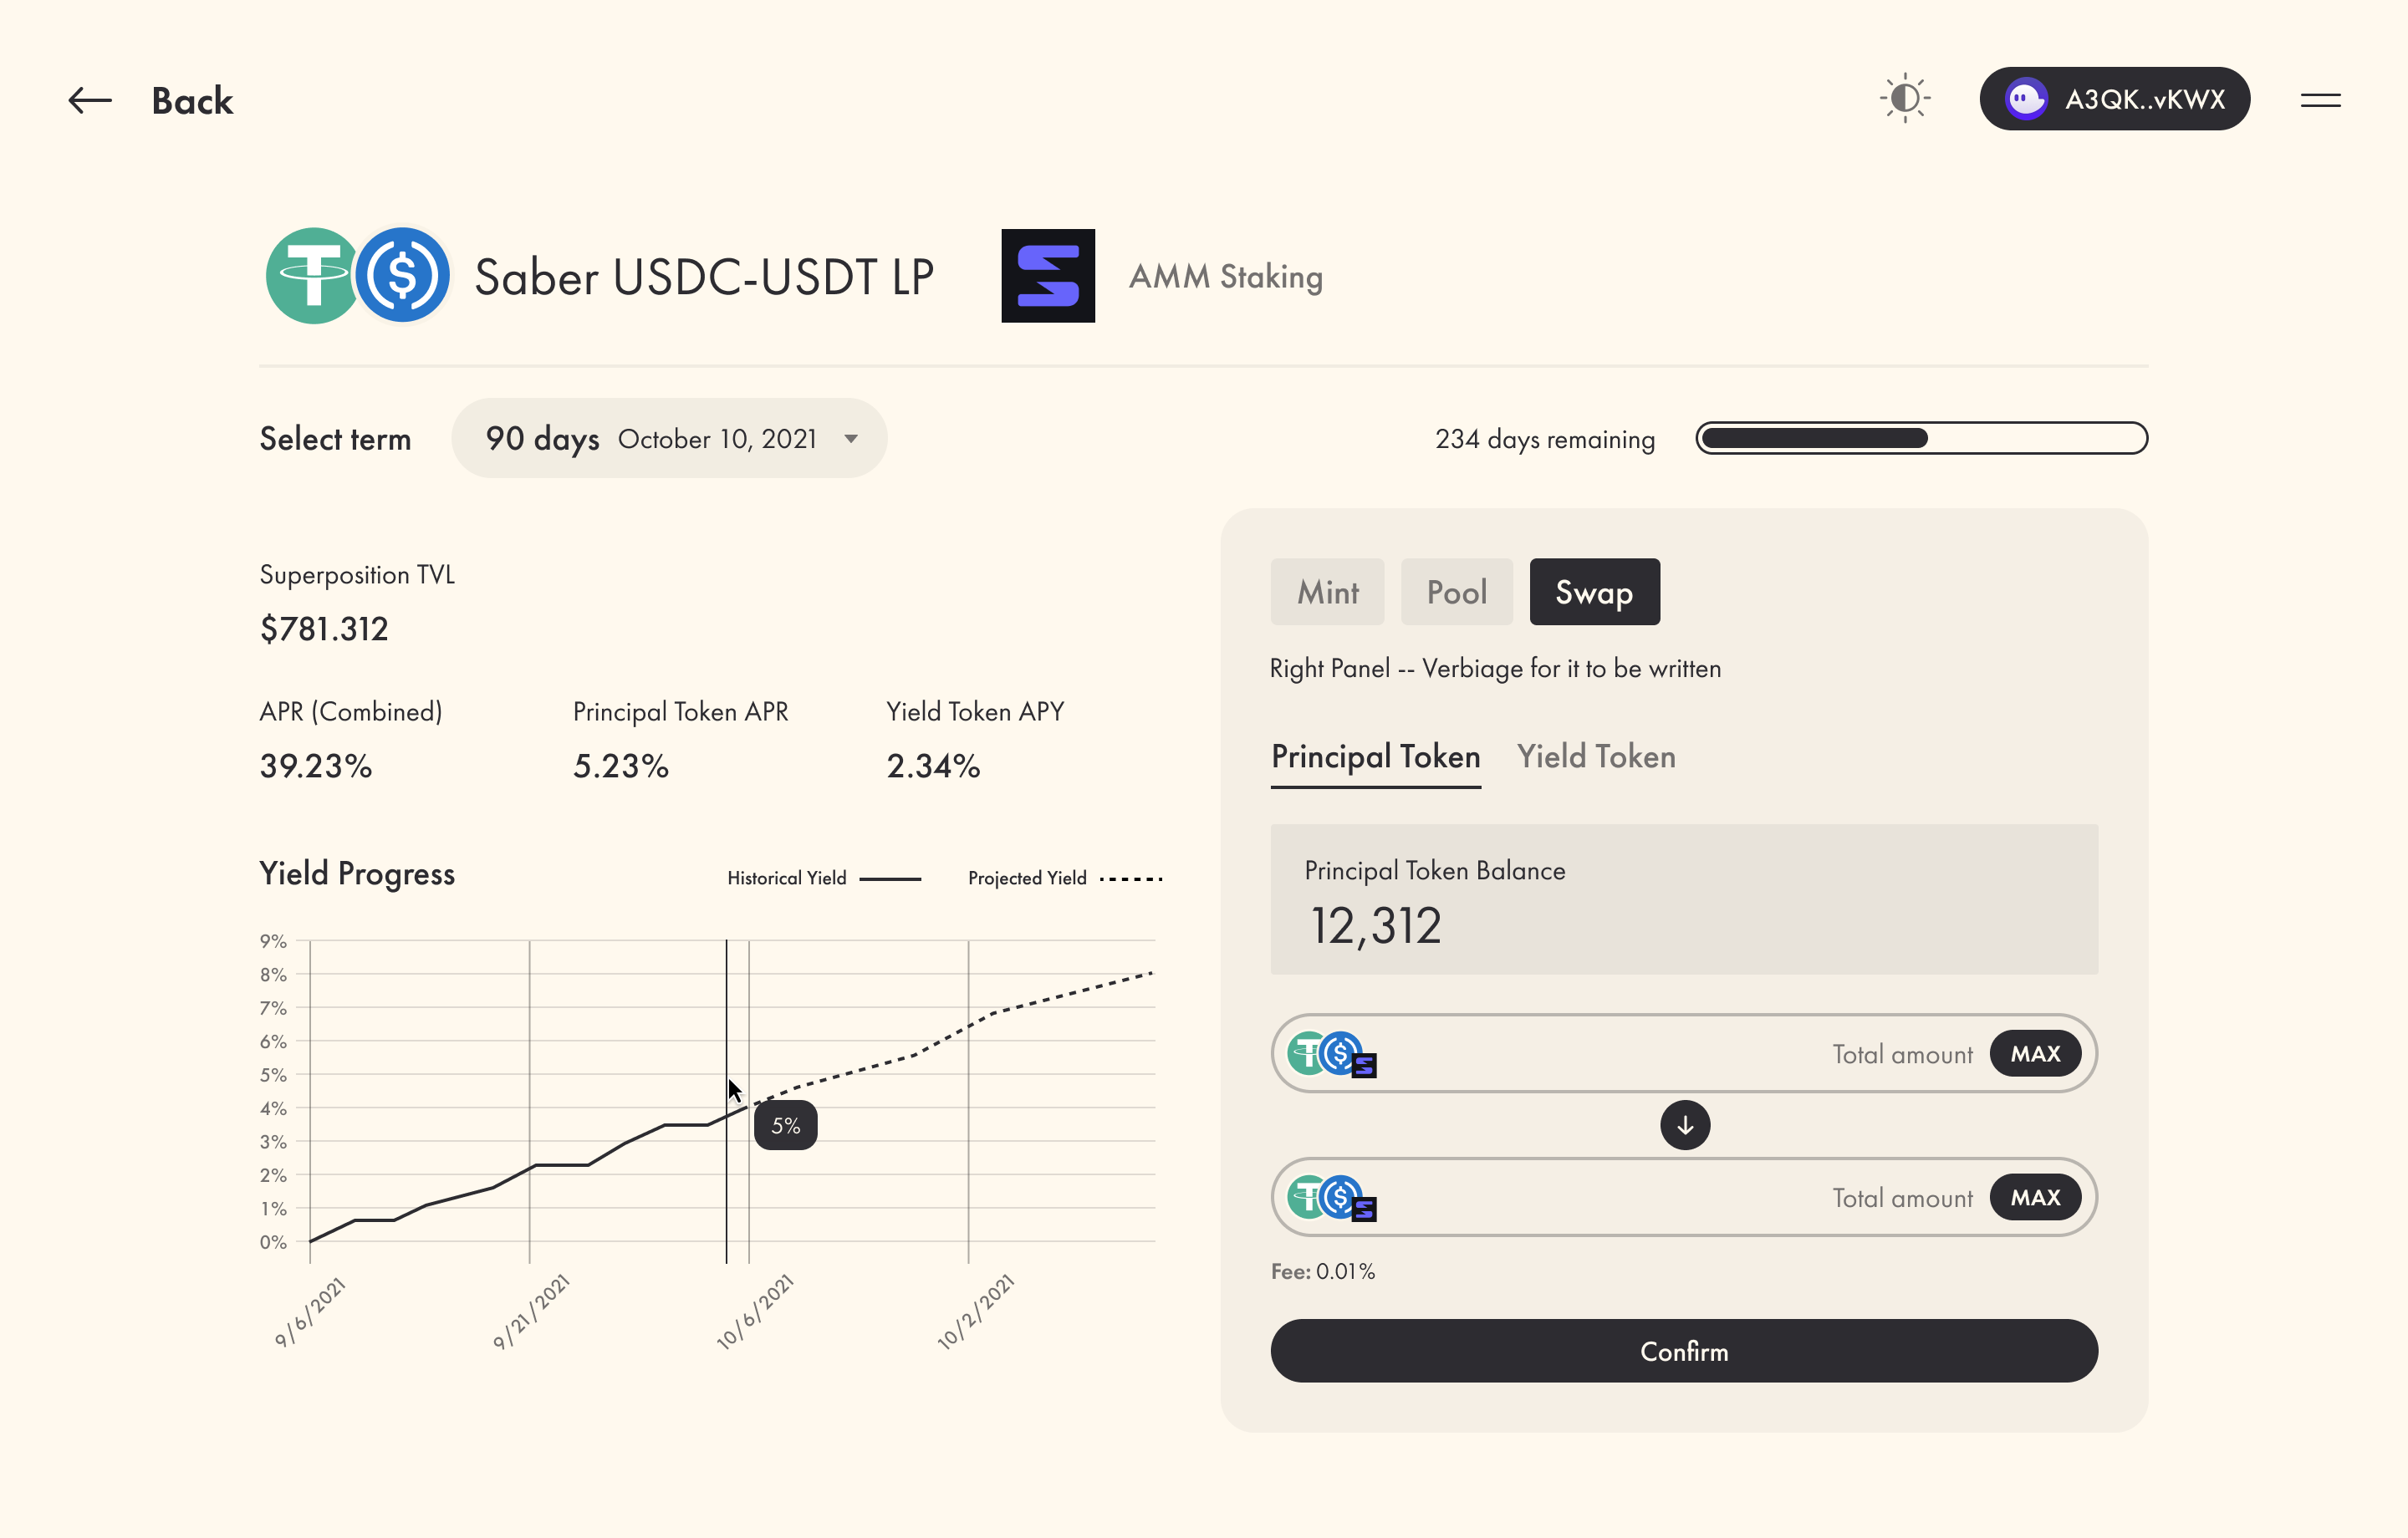 Back
A3QK..vKWX
Saber USDC-USDT LP
AMM Staking
Select term
90 days October 10, 2021
234 days remaining
Superposition TVL
$781.312
APR (Combined)
Principal Token APR
Yield Token APY
39.23%
5.23%
2.34%
Yield Progress
Historical Yield
Projected Yield
9%
8%
7%
6%
5%
4%
3%
2%
1%
0%
5%
9/6/2021
9/21/2021
10/6/2021
10/2/2021
Mint
Pool
Swap
Right Panel -- Verbiage for it to be written
Principal Token
Yield Token
Principal Token Balance
12,312
Total amount
MAX
Total amount
MAX
Fee: 0.01%
Confirm